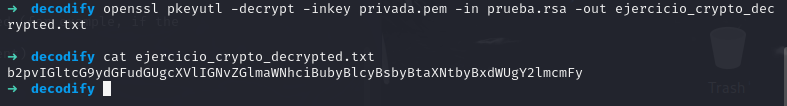 ➜ decodify openssl pkeyutl -decrypt -inkey privada.pem -in prueba.rsa -out ejercicio_crypto_dec
rypted.txt
➜ decodify cat ejercicio_crypto_decrypted.txt
b2pvIGltcG9ydGFudGUgcXVlIGNvZGlmaWNhciBubyBlcyBsbyBtaXNtbyBxdWUgY2lmcmFy
➜ decodify
Trash